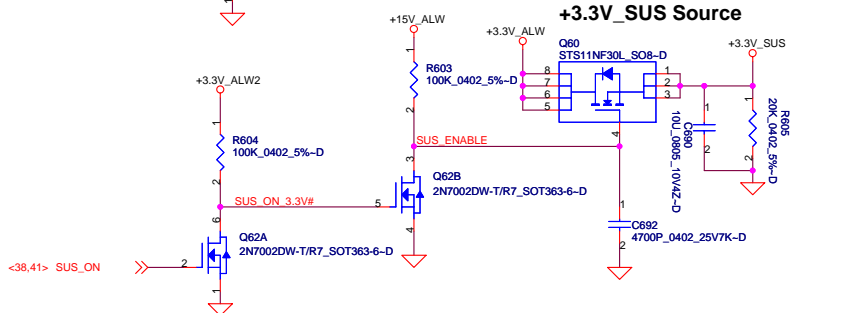 +3.3V_SUS Source
+15V_ALW
+3.3V_ALW
Q60
STS11NF30L_SO8~D
+3.3V_SUS
R603
100K_0402_5%~D
1
2
8
7
6
5
1
2
3
4
+3.3V_ALW2
R604
100K_0402_5%~D
1
2
1
2
C690
10U_0805_10V4Z~D
1
2
R605
20K_0402_5%~D
SUS_ENABLE
3
Q62B
2N7002DW-T/R7_SOT363-6~D
5
4
SUS_ON_3.3V#
6
Q62A
2N7002DW-T/R7_SOT363-6~D
2
1
1
C692
2
4700P_0402_25V7K~D
<38,41> SUS_ON
1